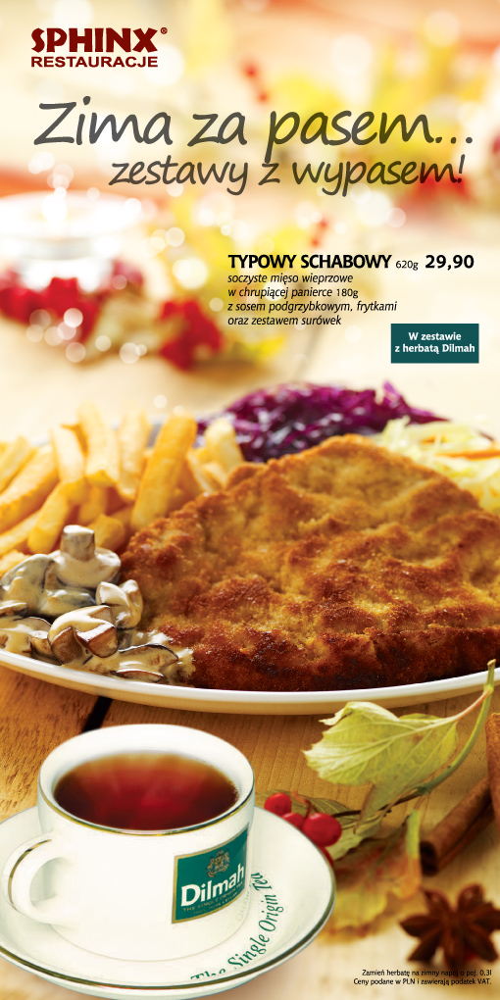 SPHINX®
RESTAURACJE
Zima za pasem...
zestawy z wypasem!
TYPOWY SCHABOWY 620g 29,90
soczyste mięso wieprzowe
w chrupiącej panierce 180g
z sosem podgrzybkowym, frytkami
oraz zestawem surówek
W zestawie
z herbatą Dilmah
Dilmah
The Single Origin Tea
Zamień herbatę na zimny napój o poj. 0,3l
Ceny podane w PLN i zawierają podatek VAT.